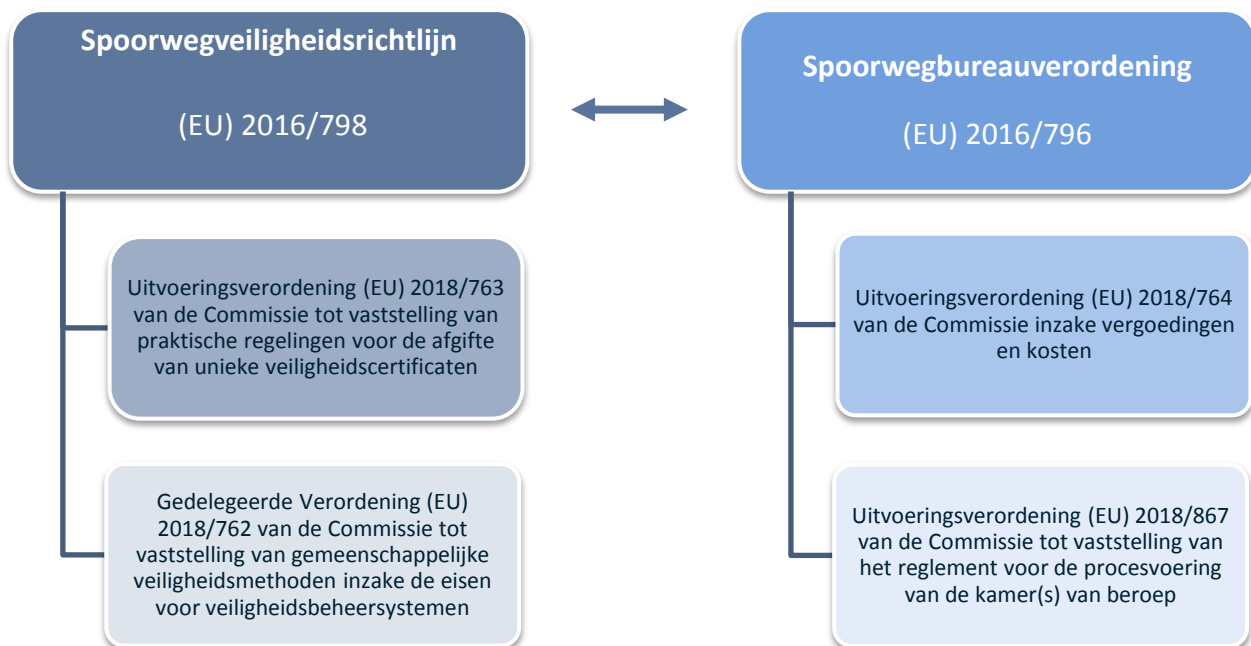 Spoorwegveiligheidsrichtlijn
(EU) 2016/798
Uitvoeringsverordening (EU) 2018/763
van de Commissie tot vaststelling van
praktische regelingen voor de afgifte
van unieke veiligheidscertificaten
Gedelegeerde Verordening (EU)
2018/762 van de Commissie tot
vaststelling van gemeenschappelijke
veiligheidsmethoden inzake de eisen
voor veiligheidsbeheersystemen
Spoorwegbureauverordening
(EU) 2016/796
Uitvoeringsverordening (EU) 2018/764
van de Commissie inzake vergoedingen
en kosten
Uitvoeringsverordening (EU) 2018/867
van de Commissie tot vaststelling van
het reglement voor de procesvoering
van de kamer(s) van beroep